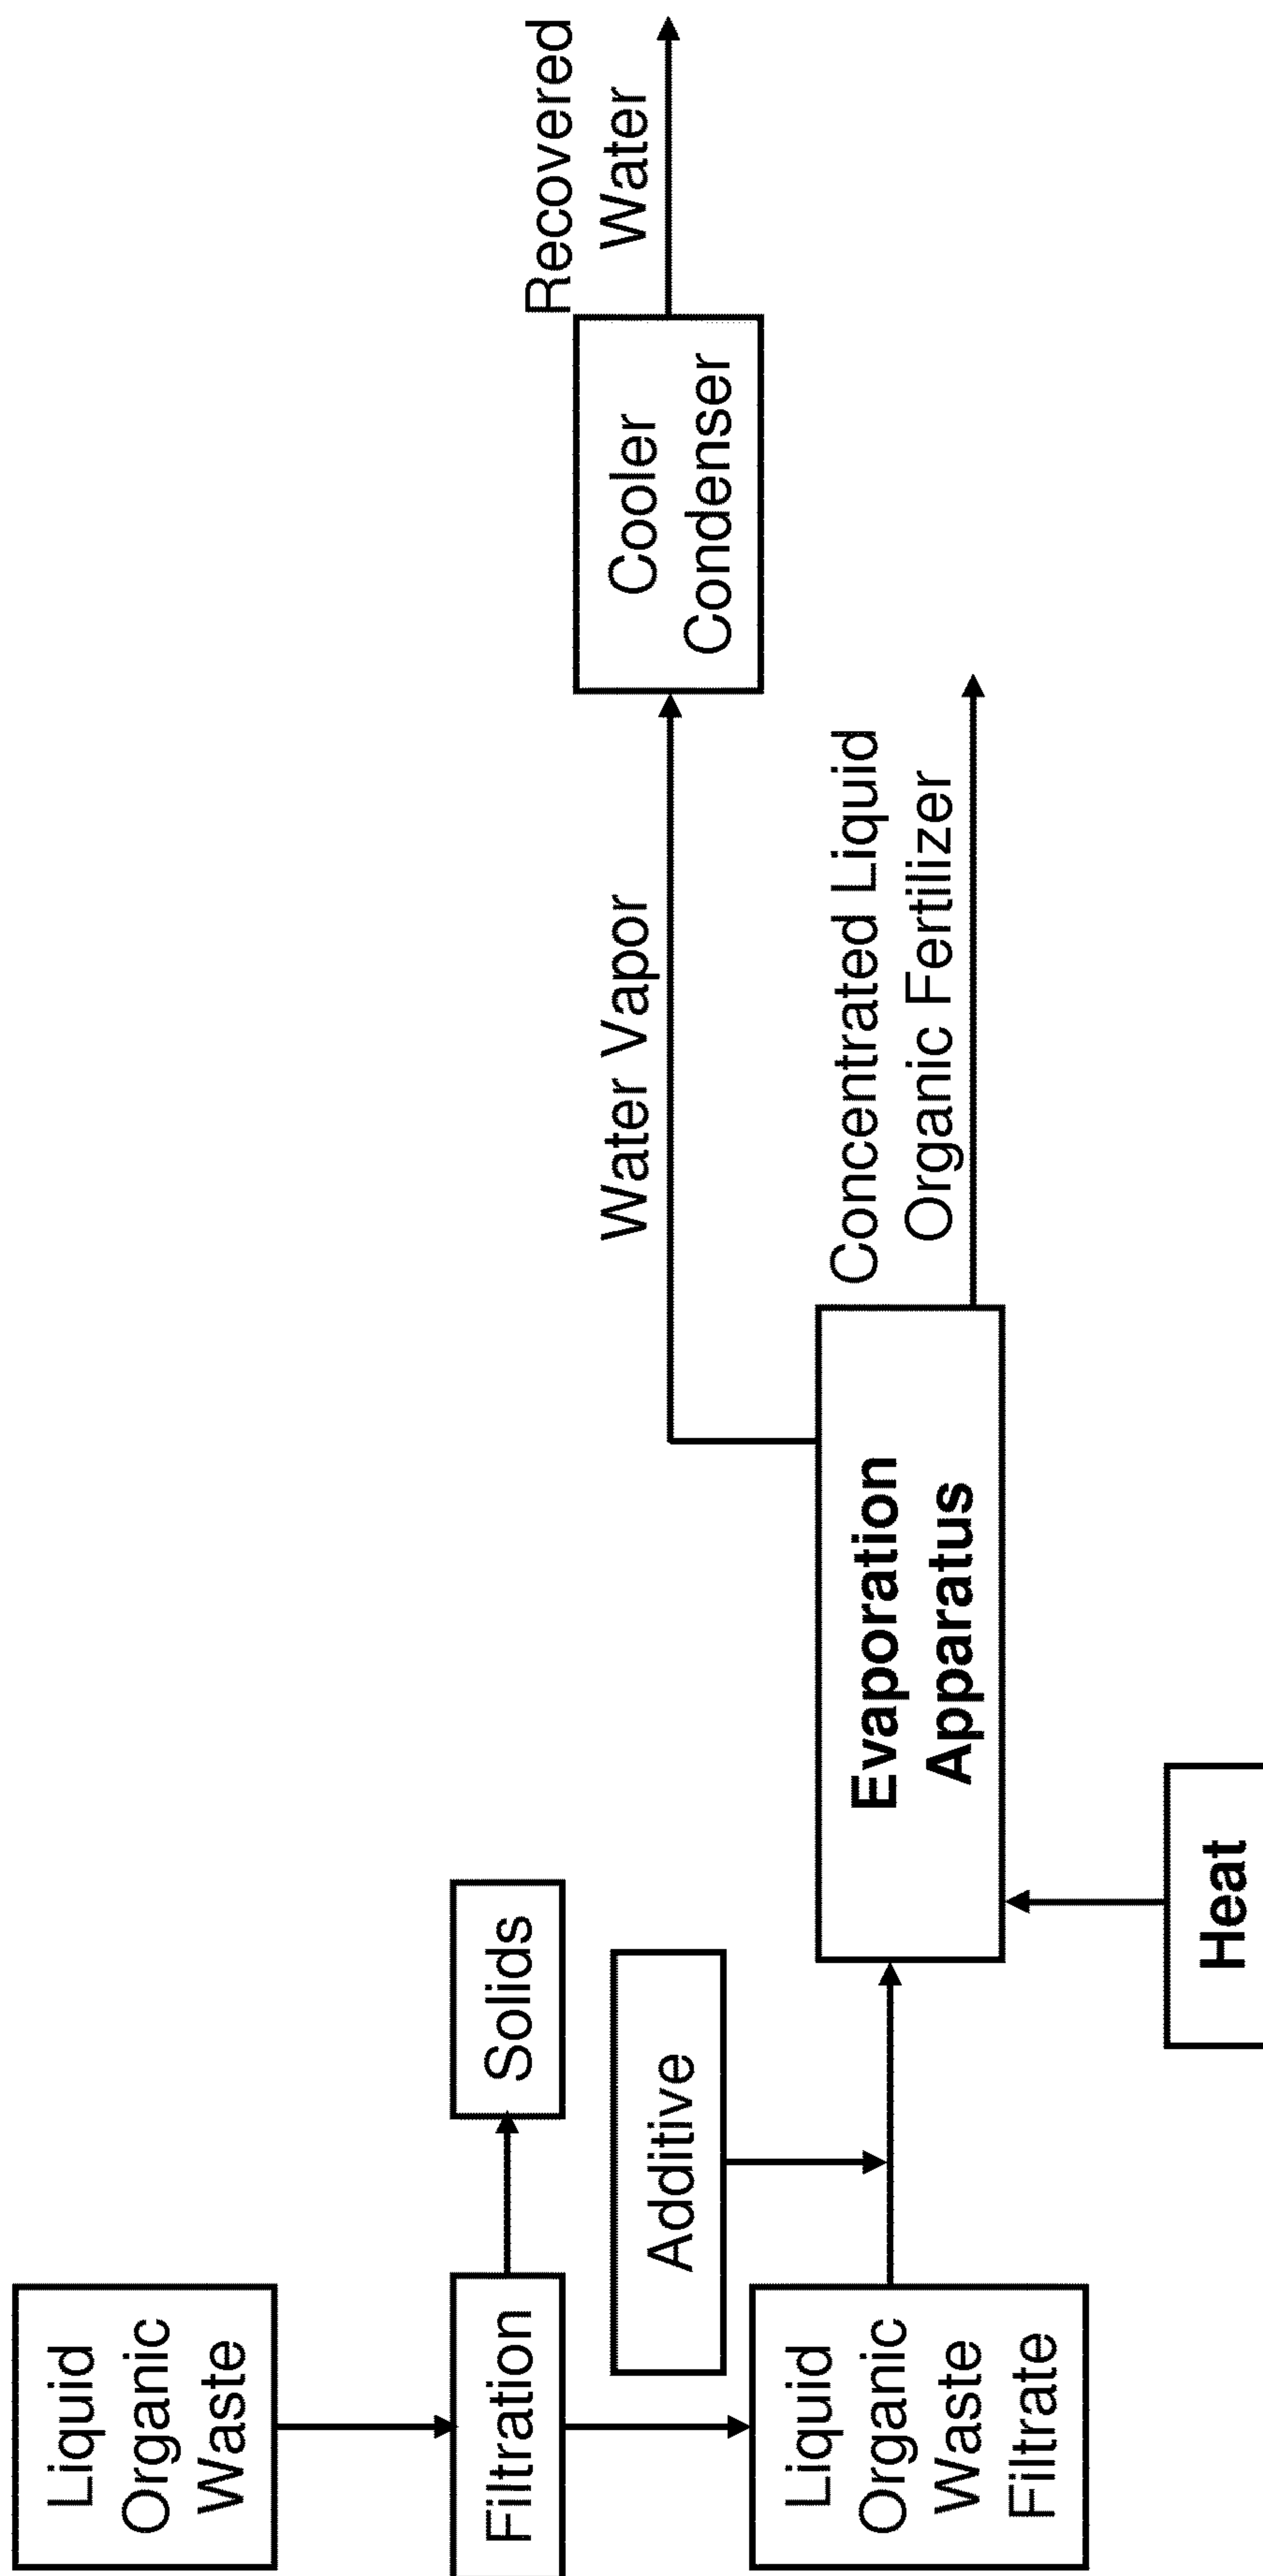 Liquid
Organic
Waste
Filtration
Solids
Additive
Liquid
Organic
Waste
Filtrate
Heat
Evaporation
Apparatus
Water Vapor
Concentrated Liquid
Organic Fertilizer
Cooler
Condenser
Recovered
Water